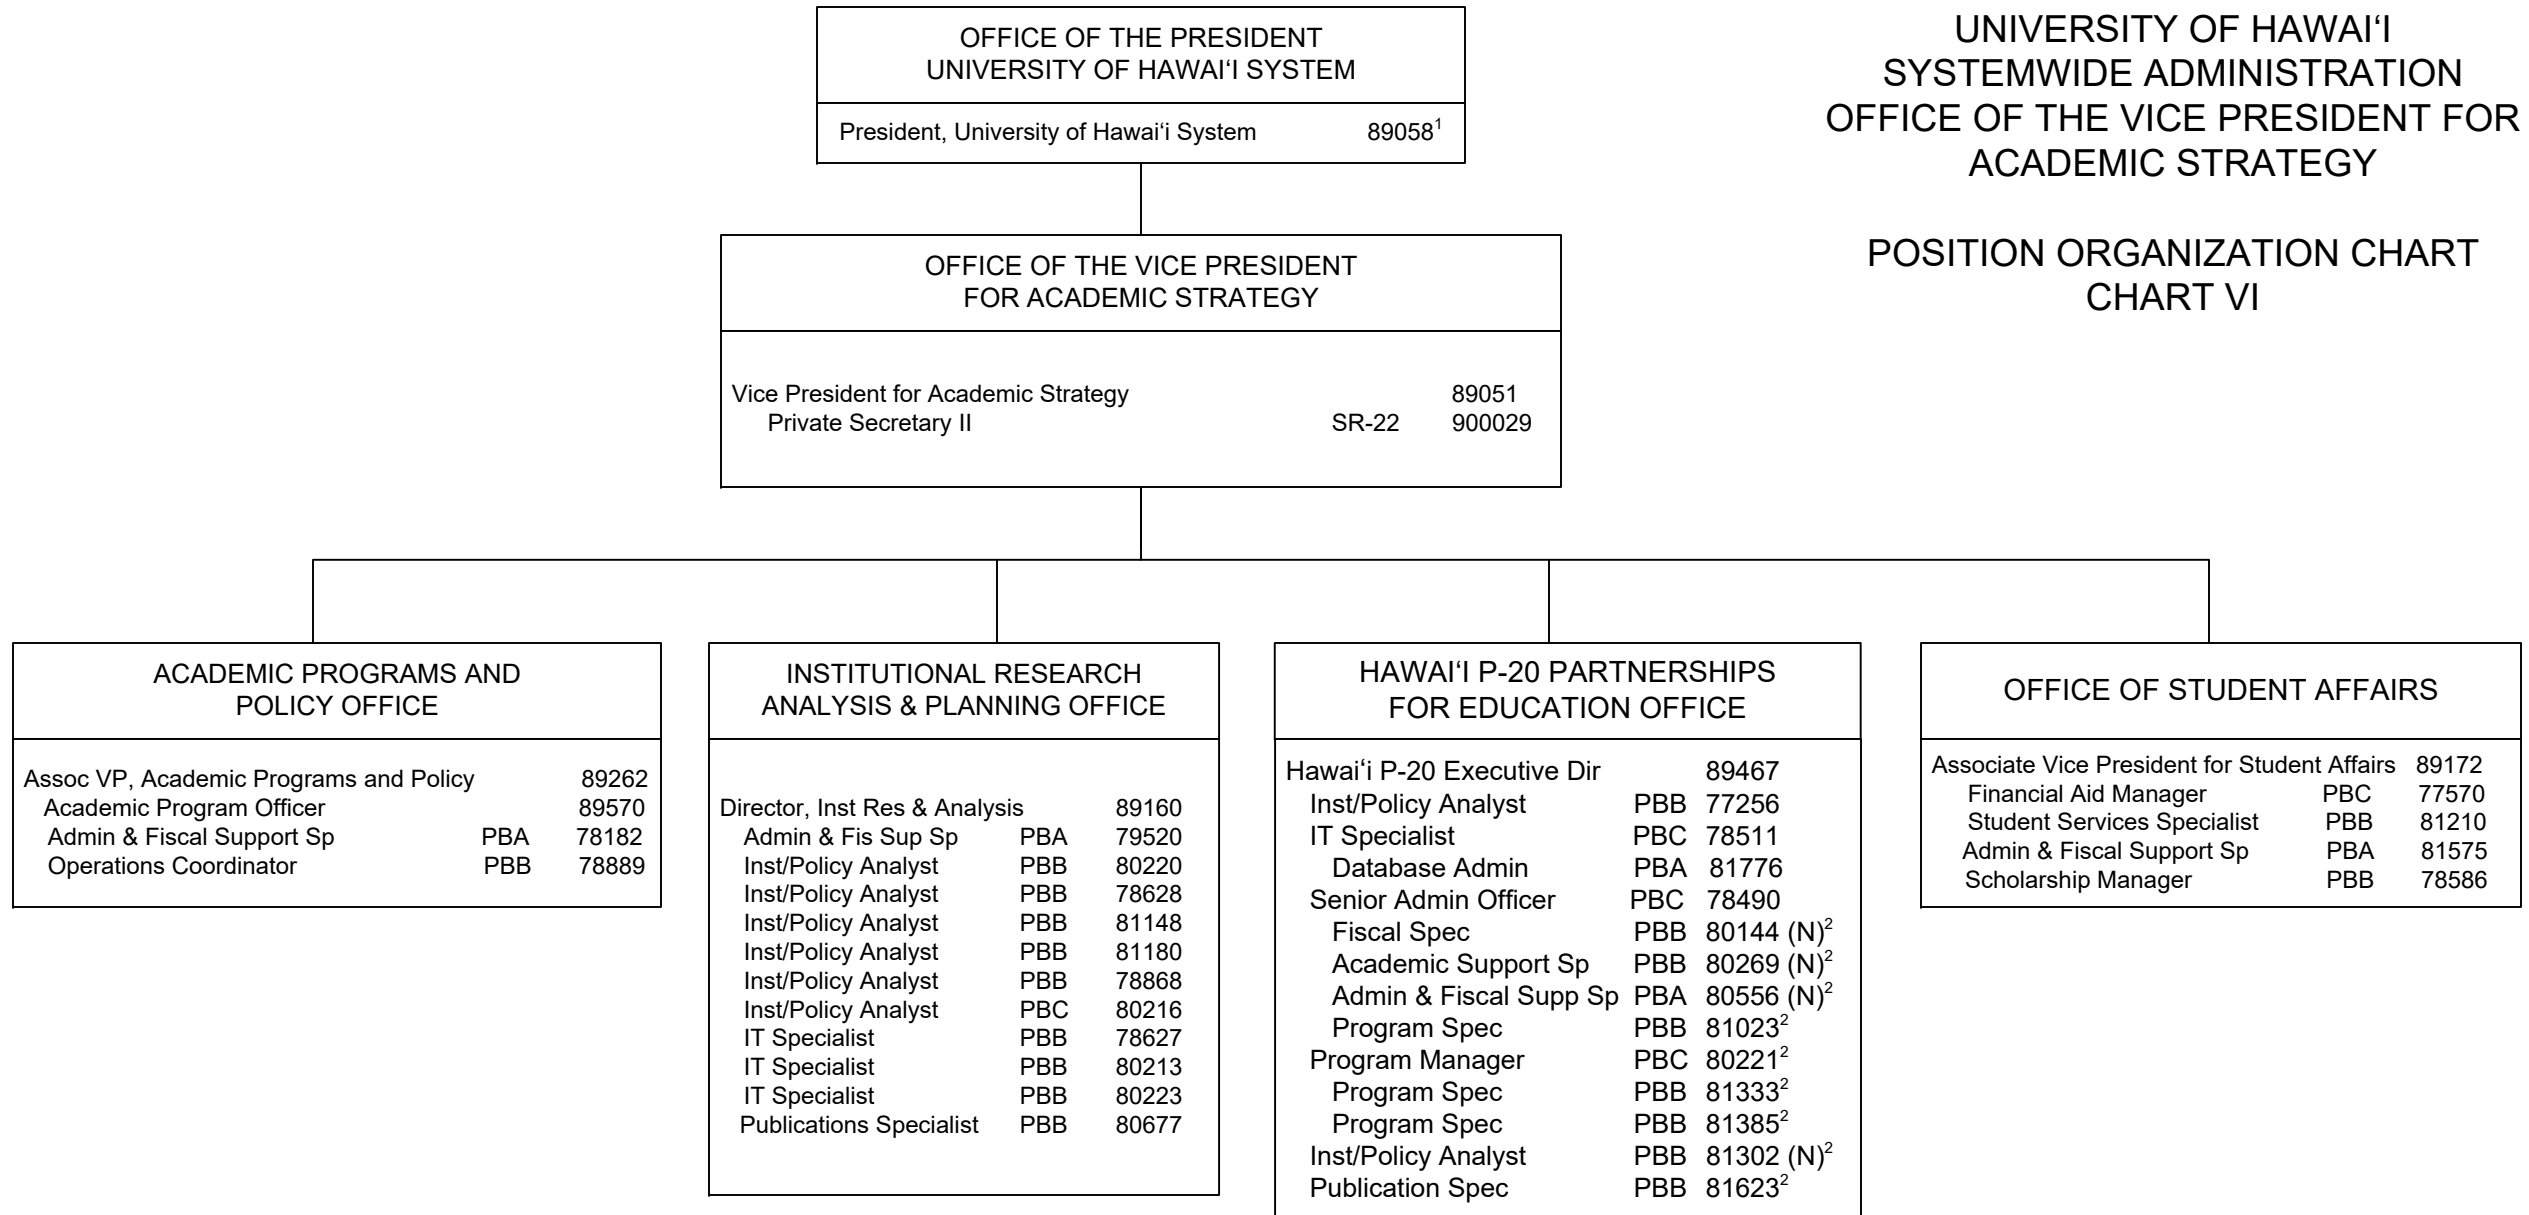 OFFICE OF THE PRESIDENT
UNIVERSITY OF HAWAI‘I SYSTEM
President, University of Hawai‘i System 89058¹
UNIVERSITY OF HAWAI‘I
SYSTEMWIDE ADMINISTRATION
OFFICE OF THE VICE PRESIDENT FOR
ACADEMIC STRATEGY
POSITION ORGANIZATION CHART
CHART VI
OFFICE OF THE VICE PRESIDENT
FOR ACADEMIC STRATEGY
Vice President for Academic Strategy 89051
Private Secretary II SR-22 900029
ACADEMIC PROGRAMS AND
POLICY OFFICE
Assoc VP, Academic Programs and Policy 89262
Academic Program Officer 89570
Admin & Fiscal Support Sp PBA 78182
Operations Coordinator PBB 78889
INSTITUTIONAL RESEARCH
ANALYSIS & PLANNING OFFICE
Director, Inst Res & Analysis 89160
Admin & Fis Sup Sp PBA 79520
Inst/Policy Analyst PBB 80220
Inst/Policy Analyst PBB 78628
Inst/Policy Analyst PBB 81148
Inst/Policy Analyst PBB 81180
Inst/Policy Analyst PBB 78868
Inst/Policy Analyst PBC 80216
IT Specialist PBB 78627
IT Specialist PBB 80213
IT Specialist PBB 80223
Publications Specialist PBB 80677
HAWAI‘I P-20 PARTNERSHIPS
FOR EDUCATION OFFICE
Hawai‘i P-20 Executive Dir 89467
Inst/Policy Analyst PBB 77256
IT Specialist PBC 78511
Database Admin PBA 81776
Senior Admin Officer PBC 78490
Fiscal Spec PBB 80144 (N)²
Academic Support Sp PBB 80269 (N)²
Admin & Fiscal Supp Sp PBA 80556 (N)²
Program Spec PBB 81023²
Program Manager PBC 80221²
Program Spec PBB 81333²
Program Spec PBB 81385²
Inst/Policy Analyst PBB 81302 (N)²
Publication Spec PBB 81623²
OFFICE OF STUDENT AFFAIRS
Associate Vice President for Student Affairs 89172
Financial Aid Manager PBC 77570
Student Services Specialist PBB 81210
Admin & Fiscal Support Sp PBA 81575
Scholarship Manager PBB 78586